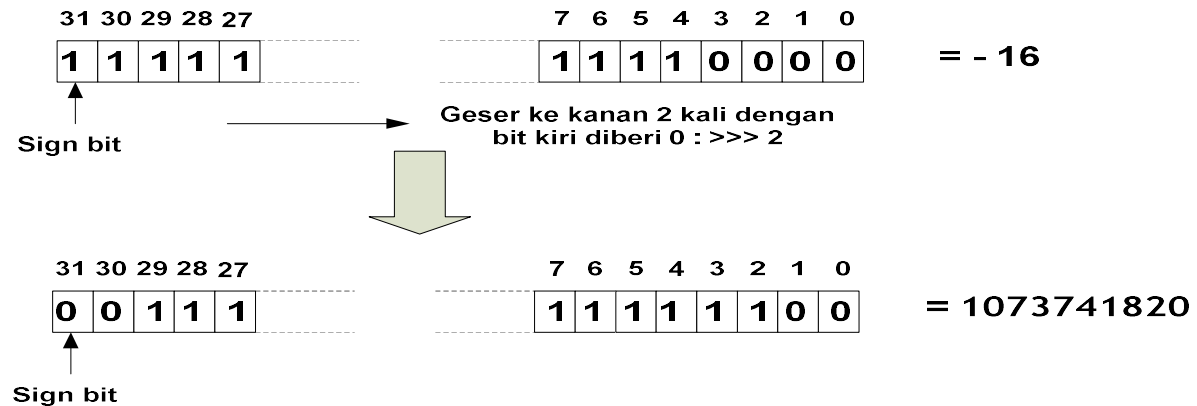 31 30 29 28 27 7 6 5 4 3 2 1 0
1 1 1 1 1 1 1 1 1 0 0 0 0 = - 16
Sign bit
Geser ke kanan 2 kali dengan
bit kiri diberi 0 : >>> 2
31 30 29 28 27 7 6 5 4 3 2 1 0
0 0 1 1 1 1 1 1 1 1 1 0 0 = 1073741820
Sign bit